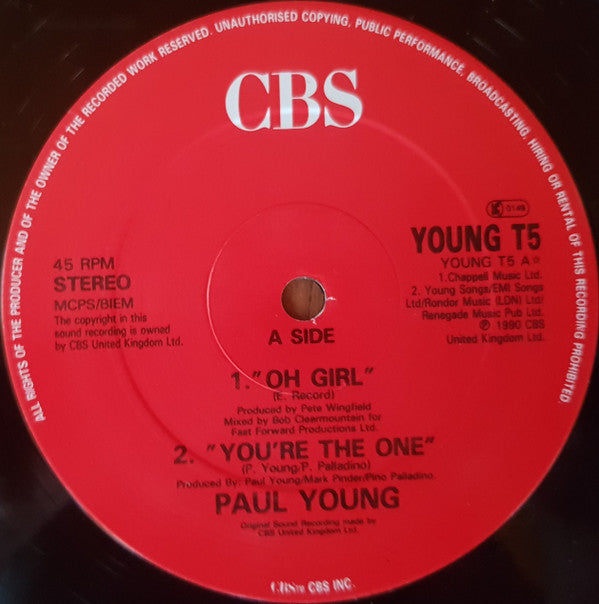 ALL RIGHTS OF THE PRODUCER AND OF THE OWNER OF THE RECORDED WORK RESERVED. UNAUTHORISED COPYING, PUBLIC PERFORMANCE, BROADCASTING, HIRING OR RENTAL OF THIS RECORDING PROHIBITED.
CBS
45 RPM
STEREO
MCPS/BIEM
The copyright in this
sound recording is owned
by CBS United Kingdom Ltd.
K 0149
YOUNG T5
YOUNG T5 A☆
1.Chappell Music Ltd.
2. Young Songs/EMI Songs
Ltd/Rondor Music (LDN) Ltd/
Renegade Music Pub Ltd.
℗ 1990 CBS
United Kingdom Ltd.
A SIDE
1."OH GIRL"
(E. Record)
Produced by Pete Wingfield
Mixed by Bob Clearmountain for
Fast Forward Productions Ltd.
2. "YOU'RE THE ONE"
(P. Young/P. Palladino)
Produced By: Paul Young/Mark Pinder/Pino Palladino.
PAUL YOUNG
Original Sound Recording made by
CBS United Kingdom Ltd.
CBS TM CBS INC.